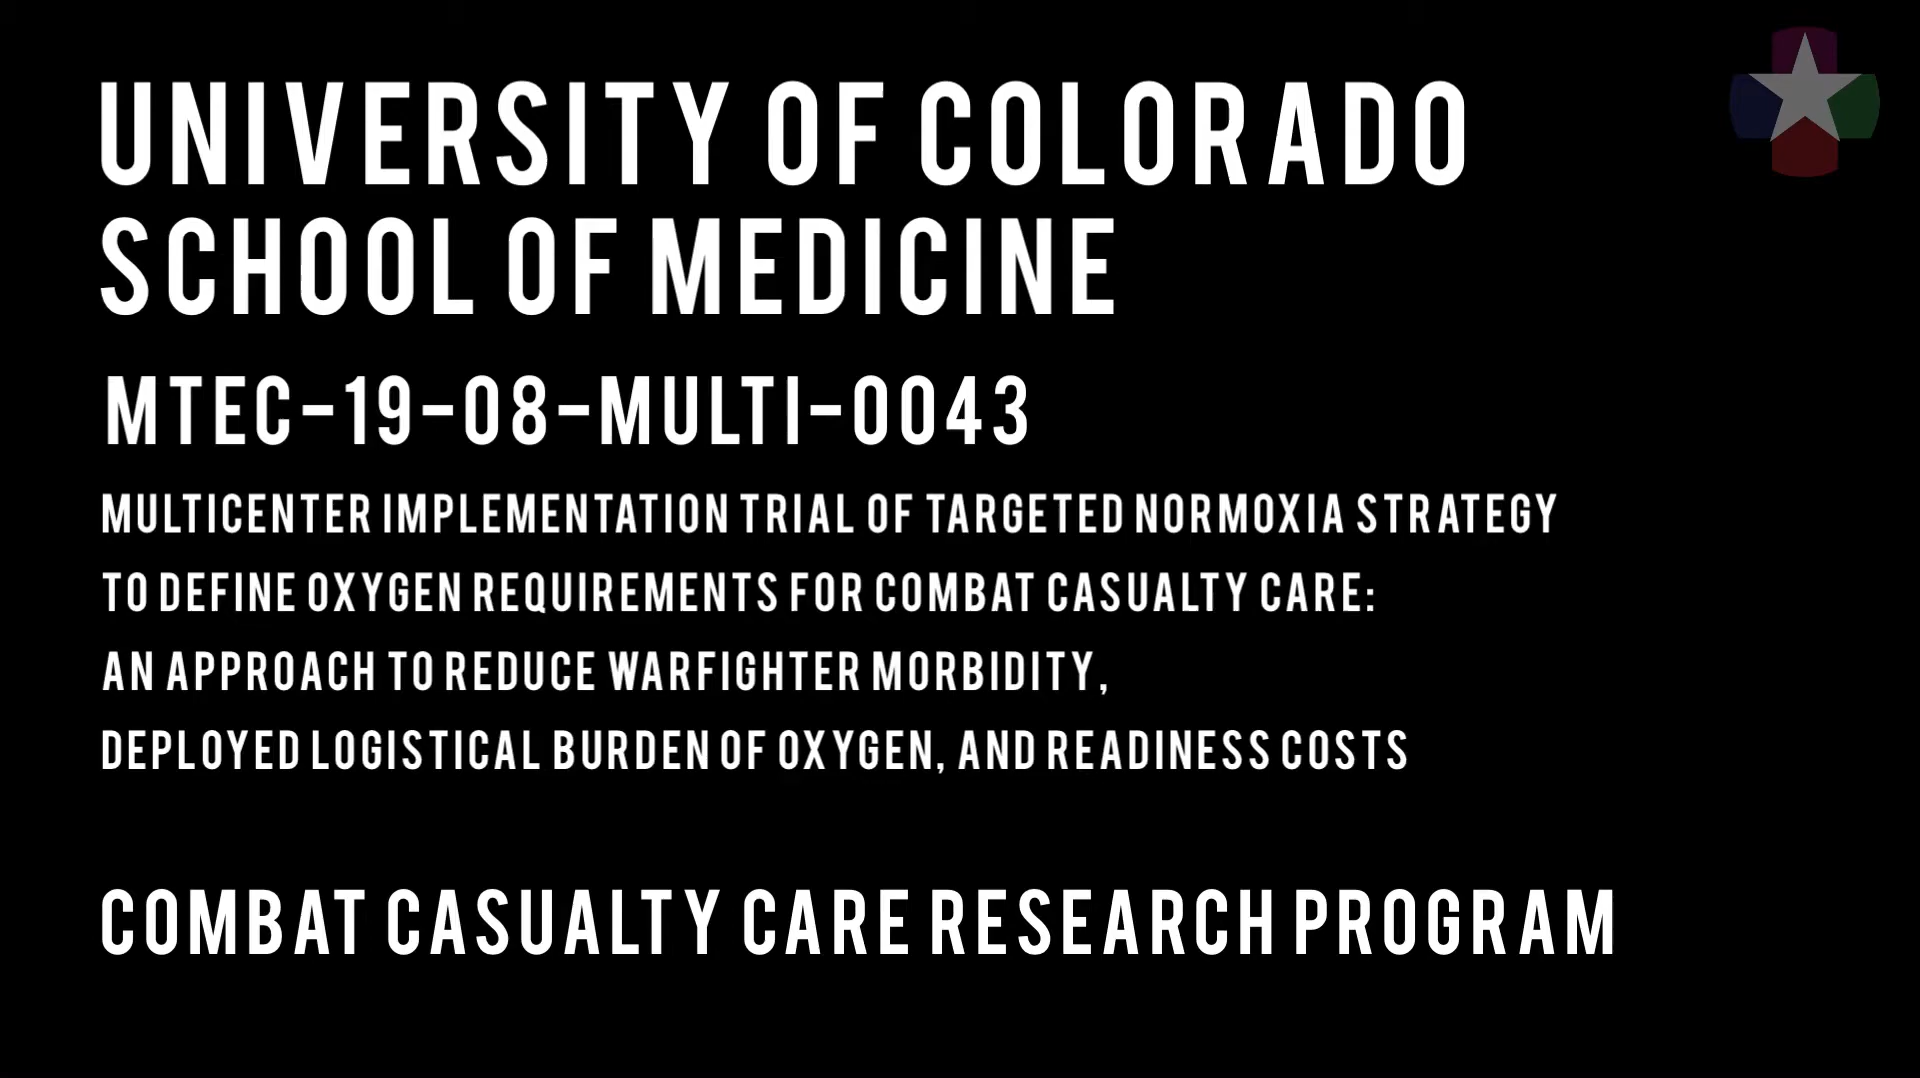 UNIVERSITY OF COLORADO
SCHOOL OF MEDICINE
MTEC-19-08-MULTI-0043
MULTICENTER IMPLEMENTATION TRIAL OF TARGETED NORMOXIA STRATEGY
TO DEFINE OXYGEN REQUIREMENTS FOR COMBAT CASUALTY CARE:
AN APPROACH TO REDUCE WARFIGHTER MORBIDITY,
DEPLOYED LOGISTICAL BURDEN OF OXYGEN, AND READINESS COSTS
COMBAT CASUALTY CARE RESEARCH PROGRAM